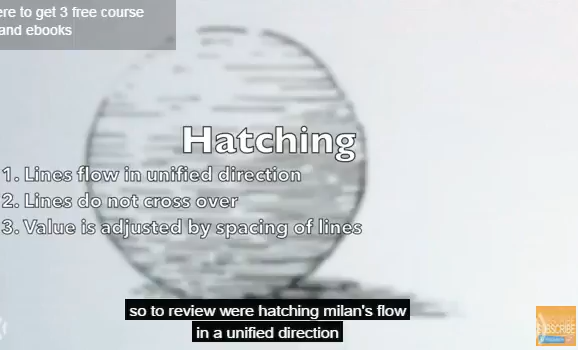 ere to get 3 free course
and ebooks
Hatching
1. Lines flow in unified direction
2. Lines do not cross over
3. Value is adjusted by spacing of lines
so to review were hatching milan's flow
in a unified direction
SUBSCRIBE